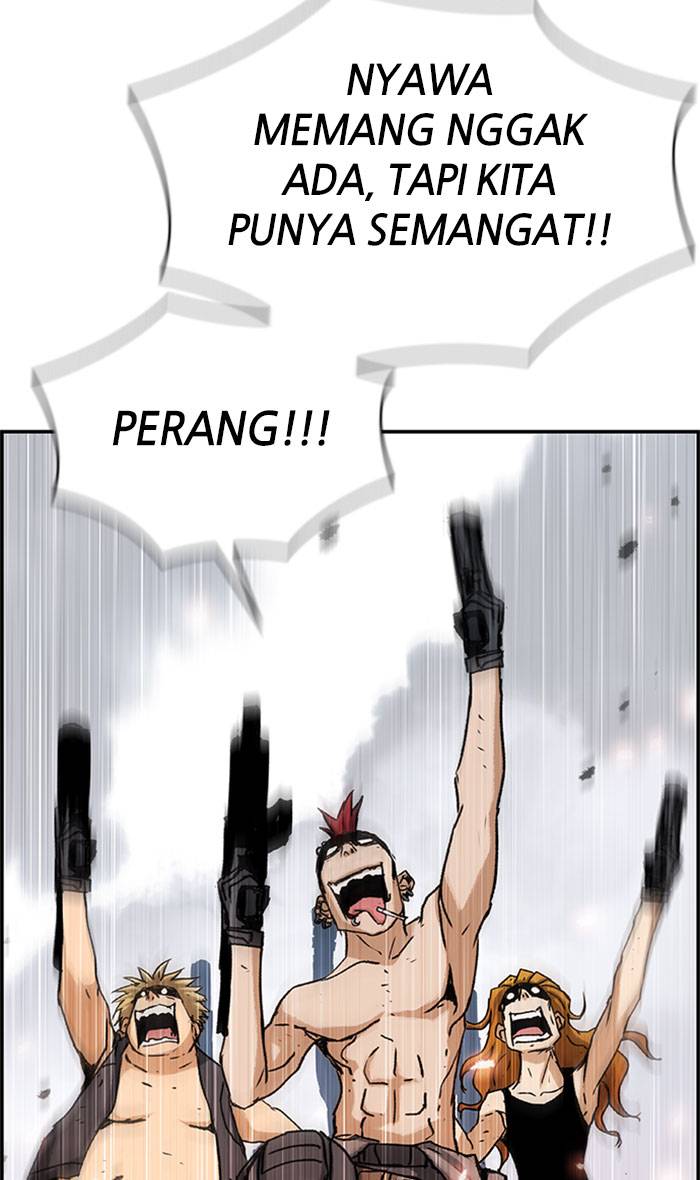 NYAWA
MEMANG NGGAK
ADA, TAPI KITA
PUNYA SEMANGAT!!
PERANG!!!